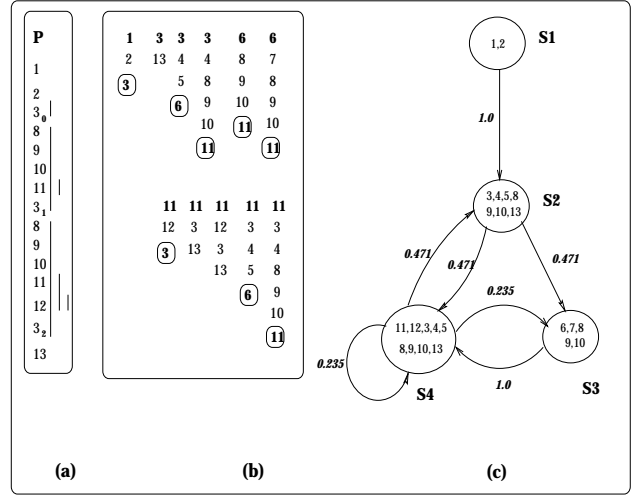 P
1
2
3₀
8
9
10
11
3₁
8
9
10
11
12
3₂
13
(a)
1 3 3 3 6 6
2 13 4 4 8 7
3 5 8 9 8
6 9 10 9
10 11 10
11 11
11 11 11 11 11
12 3 12 3 3
3 13 3 4 4
13 5 8
6 9
10
11
(b)
1,2 S1
1.0
3,4,5,8 S2
9,10,13
0.471 0.471 0.471
0.235
11,12,3,4,5 6,7,8
8,9,10,13 9,10
0.235 1.0
S4 S3
(c)